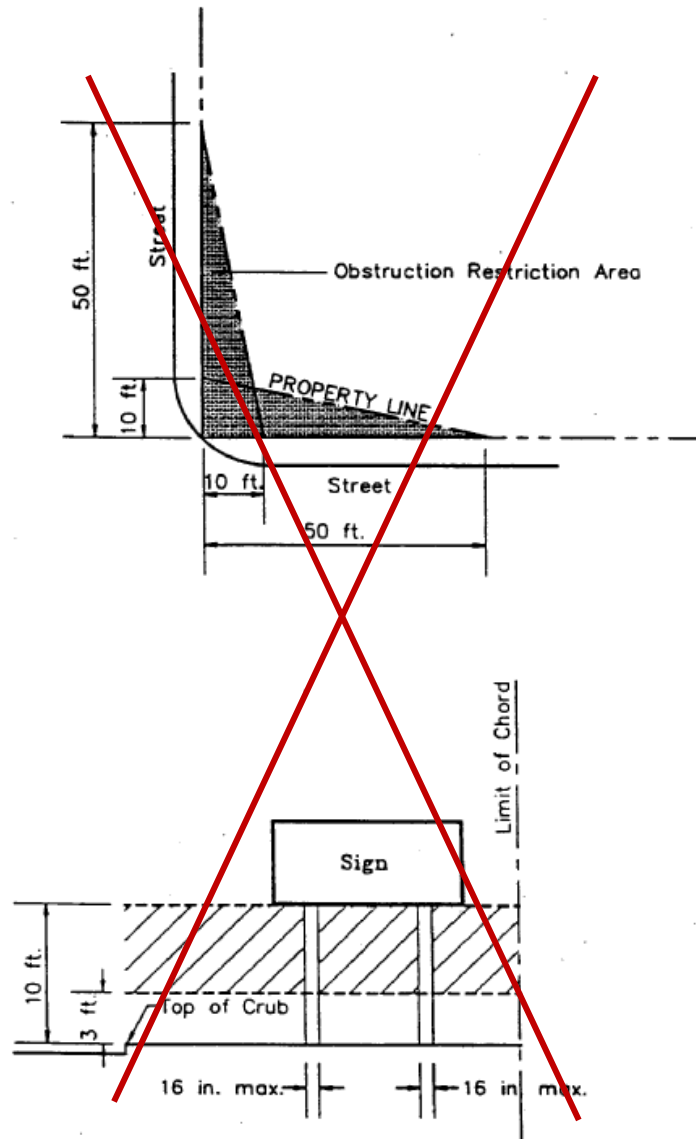 Street
50 ft.
Obstruction Restriction Area
10 ft.
PROPERTY LINE
10 ft.
Street
50 ft.
Limit of Chord
Sign
10 ft.
3 ft.
Top of Crub
16 in. max.
16 in. max.